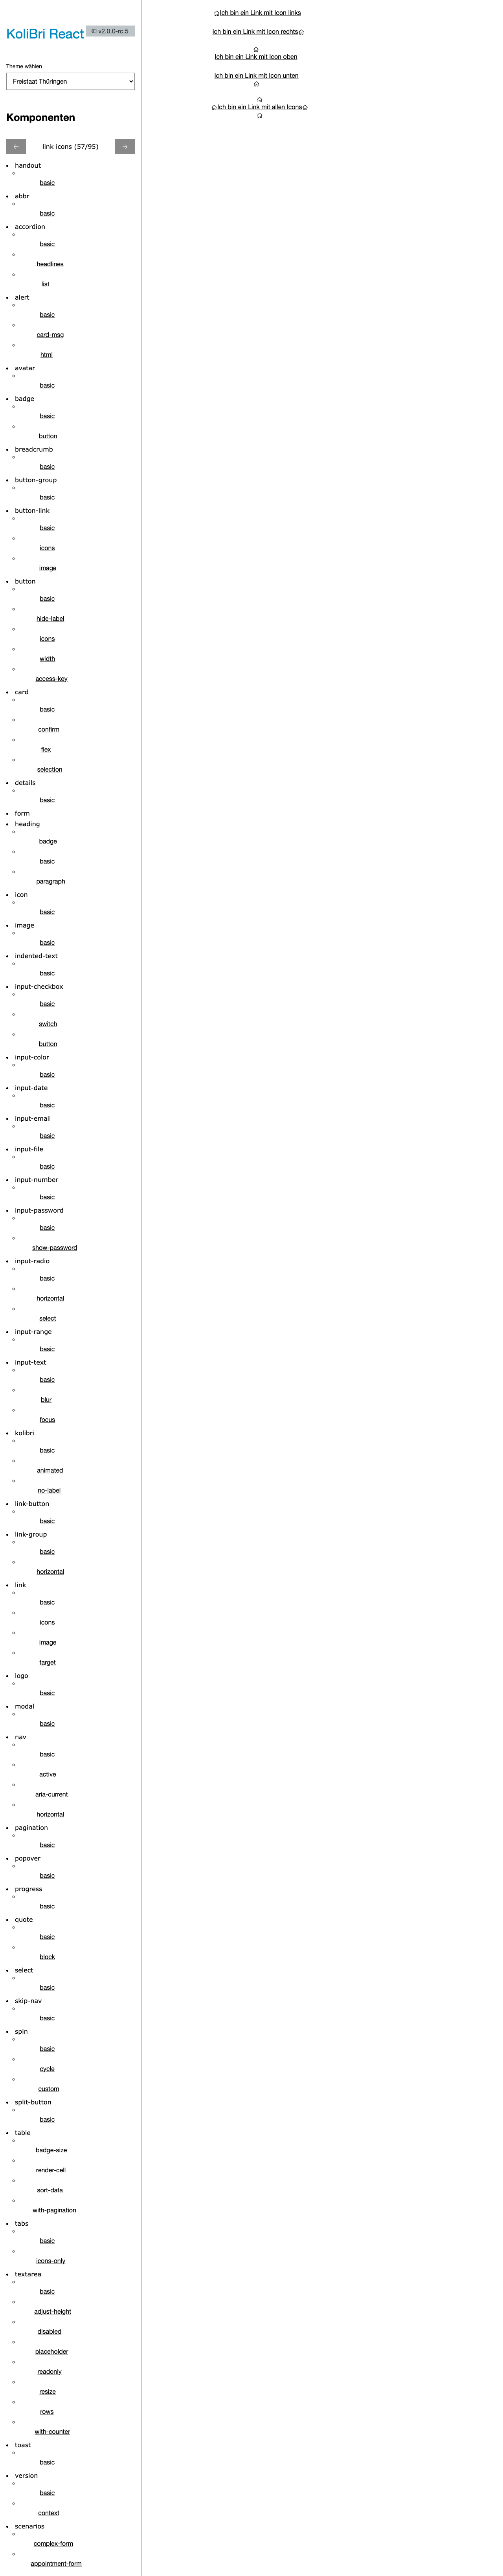 KoliBri React
v2.0.0-rc.5
Theme wählen
Freistaat Thüringen
Komponenten
link icons (57/95)
handout
basic
abbr
basic
accordion
basic
headlines
list
alert
basic
card-msg
html
avatar
basic
badge
basic
button
breadcrumb
basic
button-group
basic
button-link
basic
icons
image
button
basic
hide-label
icons
width
access-key
card
basic
confirm
flex
selection
details
basic
form
heading
badge
basic
paragraph
icon
basic
image
basic
indented-text
basic
input-checkbox
basic
switch
button
input-color
basic
input-date
basic
input-email
basic
input-file
basic
input-number
basic
input-password
basic
show-password
input-radio
basic
horizontal
select
input-range
basic
input-text
basic
blur
focus
kolibri
basic
animated
no-label
link-button
basic
link-group
basic
horizontal
link
basic
icons
image
target
logo
basic
modal
basic
nav
basic
active
aria-current
horizontal
pagination
basic
popover
basic
progress
basic
quote
basic
block
select
basic
skip-nav
basic
spin
basic
cycle
custom
split-button
basic
table
badge-size
render-cell
sort-data
with-pagination
tabs
basic
icons-only
textarea
basic
adjust-height
disabled
placeholder
readonly
resize
rows
with-counter
toast
basic
version
basic
context
scenarios
complex-form
appointment-form
Ich bin ein Link mit Icon links
Ich bin ein Link mit Icon rechts
Ich bin ein Link mit Icon oben
Ich bin ein Link mit Icon unten
Ich bin ein Link mit allen Icons